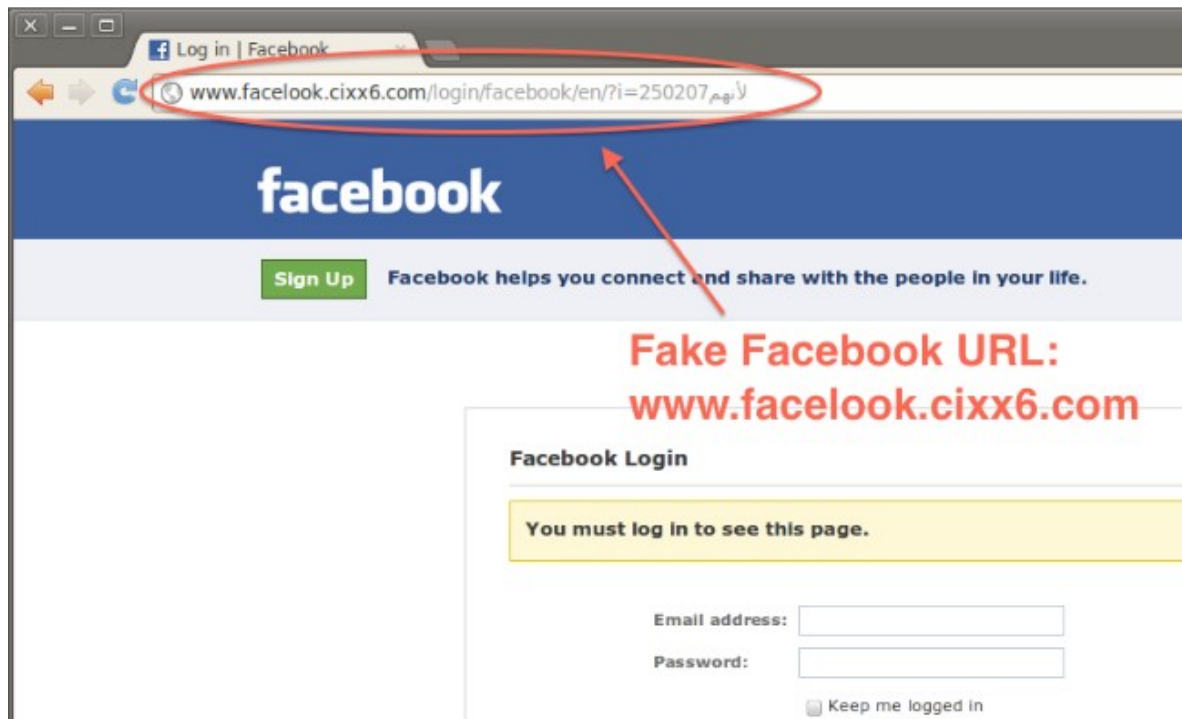 Log in | Facebook
www.facelook.cixx6.com/login/facebook/en/?i=250207لأنهم
facebook
Sign Up Facebook helps you connect and share with the people in your life.
Fake Facebook URL:
www.facelook.cixx6.com
Facebook Login
You must log in to see this page.
Email address:
Password:
Keep me logged in